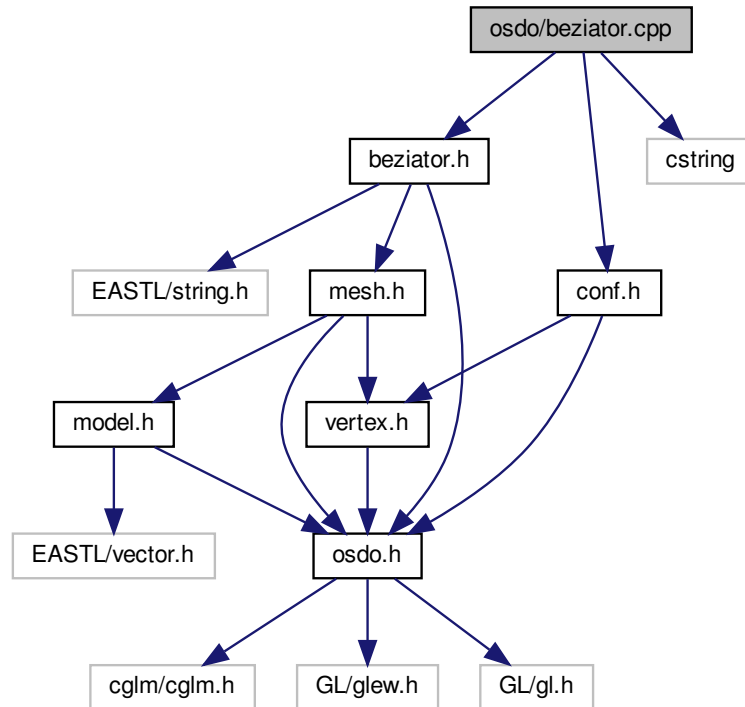 osdo/beziator.cpp
beziator.h
cstring
EASTL/string.h
mesh.h
conf.h
model.h
vertex.h
EASTL/vector.h
osdo.h
cglm/cglm.h
GL/glew.h
GL/gl.h